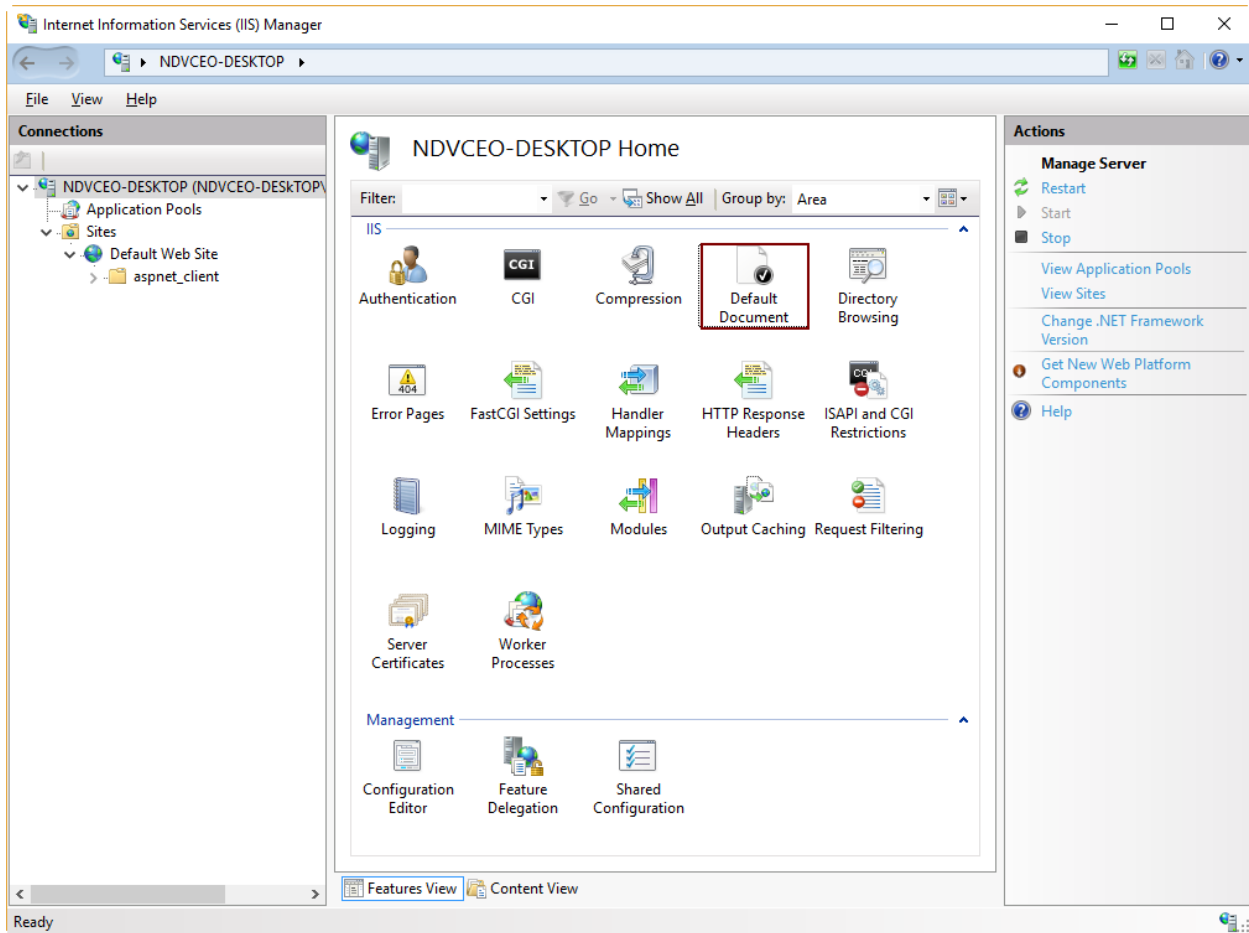 Internet Information Services (IIS) Manager
NDVCEO-DESKTOP
File View Help
Connections
NDVCEO-DESKTOP (NDVCEO-DESkTOP\
Application Pools
Sites
Default Web Site
aspnet_client
NDVCEO-DESKTOP Home
Filter: Go Show All Group by: Area
IIS
Authentication CGI Compression Default Directory
Document Browsing
404
Error Pages FastCGI Settings Handler HTTP Response ISAPI and CGI
Mappings Headers Restrictions
Logging MIME Types Modules Output Caching Request Filtering
Server Worker
Certificates Processes
Management
Configuration Feature Shared
Editor Delegation Configuration
Features View Content View
Actions
Manage Server
Restart
Start
Stop
View Application Pools
View Sites
Change .NET Framework
Version
Get New Web Platform
Components
Help
Ready